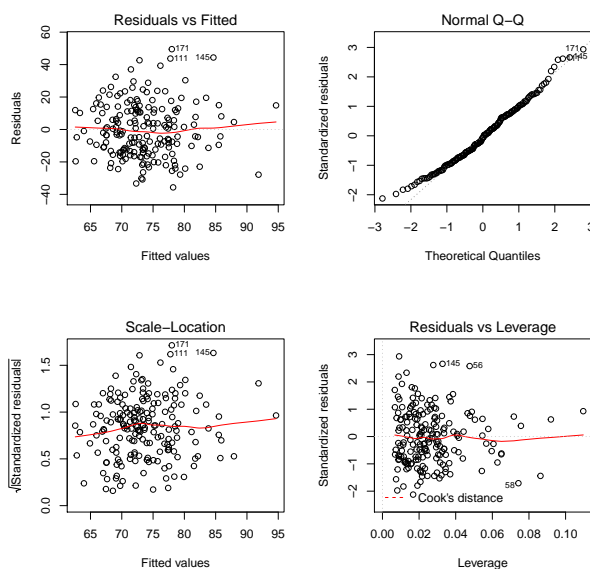 Residuals vs Fitted
Residuals
60
40
20
0
−20
−40
171
111
145
65 70 75 80 85 90 95
Fitted values
Normal Q−Q
Standardized residuals
3
2
1
0
−1
−2
171
145
−3 −2 −1 0 1 2 3
Theoretical Quantiles
Scale−Location
√|Standardized residuals|
1.5
1.0
0.5
0.0
171
111
145
65 70 75 80 85 90 95
Fitted values
Residuals vs Leverage
Standardized residuals
3
2
1
0
−1
−2
145
56
58
Cook's distance
0.00 0.02 0.04 0.06 0.08 0.10
Leverage